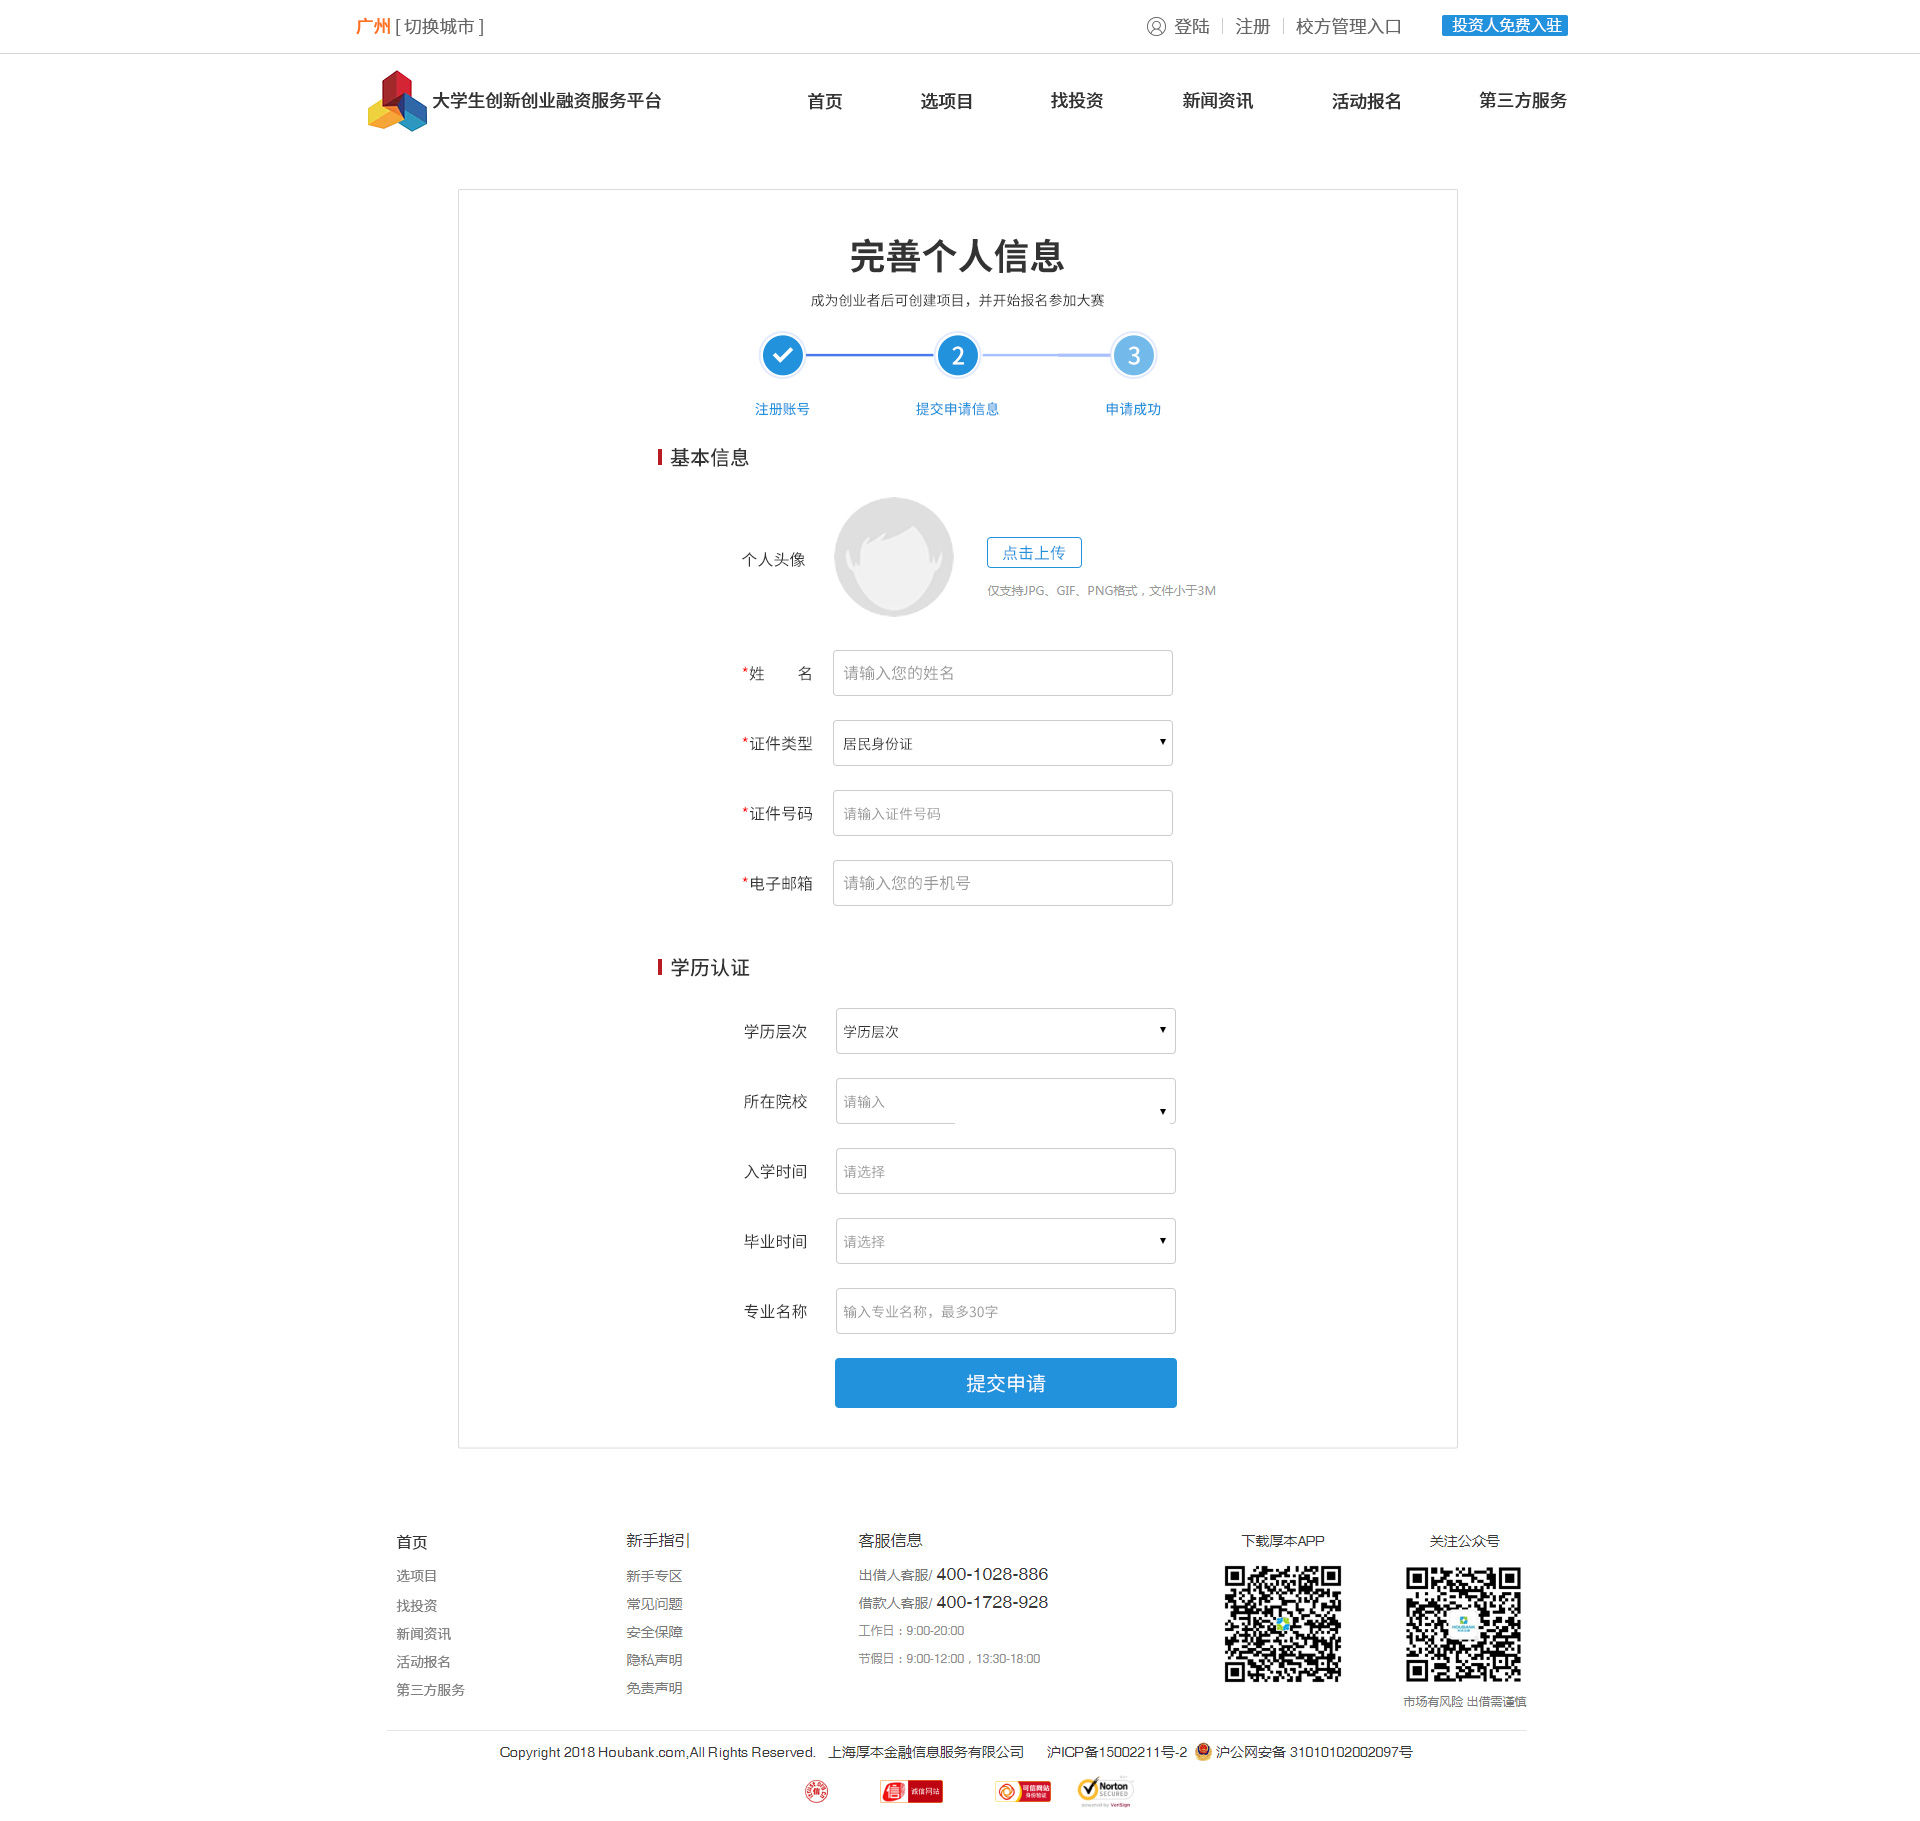 广州 [ 切换城市 ]
登陆 注册 校方管理入口 投资人免费入驻
大学生创新创业融资服务平台 首页 选项目 找投资 新闻资讯 活动报名 第三方服务
完善个人信息
成为创业者后可创建项目，并开始报名参加大赛
2 3
注册账号 提交申请信息 申请成功
基本信息
个人头像
点击上传
仅支持JPG、GIF、PNG格式，文件小于3M
*姓 名 请输入您的姓名
*证件类型 居民身份证
*证件号码 请输入证件号码
*电子邮箱 请输入您的手机号
学历认证
学历层次 学历层次
所在院校 请输入
入学时间 请选择
毕业时间 请选择
专业名称 输入专业名称，最多30字
提交申请
首页
选项目
找投资
新闻资讯
活动报名
第三方服务
新手指引
新手专区
常见问题
安全保障
隐私声明
免责声明
客服信息
出借人客服/ 400-1028-886
借款人客服/ 400-1728-928
工作日：9:00-20:00
节假日：9:00-12:00，13:30-18:00
下载厚本APP
关注公众号
HOUBANK
市场有风险 出借需谨慎
Copyright 2018 Houbank.com,All Rights Reserved. 上海厚本金融信息服务有限公司 沪ICP备15002211号-2 沪公网安备 31010102002097号
信
信 诚信网站
可信网站
身份验证
Norton
SECURED
powered by VeriSign